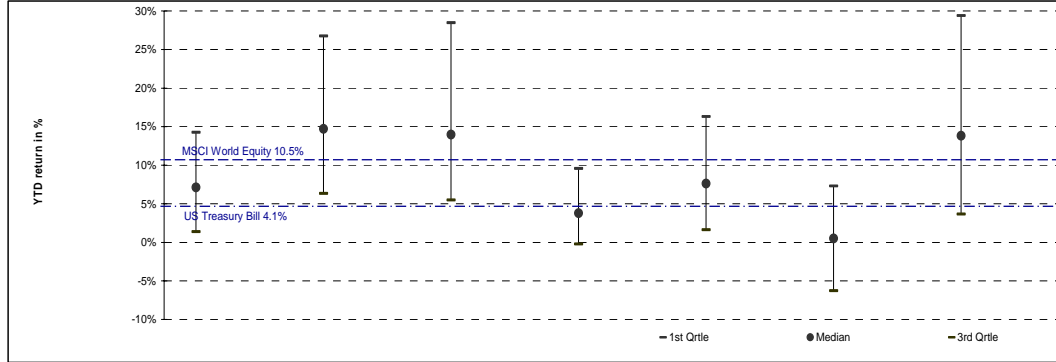 30%
25%
20%
15%
MSCI World Equity 10.5%
10%
5%
US Treasury Bill 4.1%
0%
-5%
-10%
YTD return in %
1st Qrtle Median 3rd Qrtle